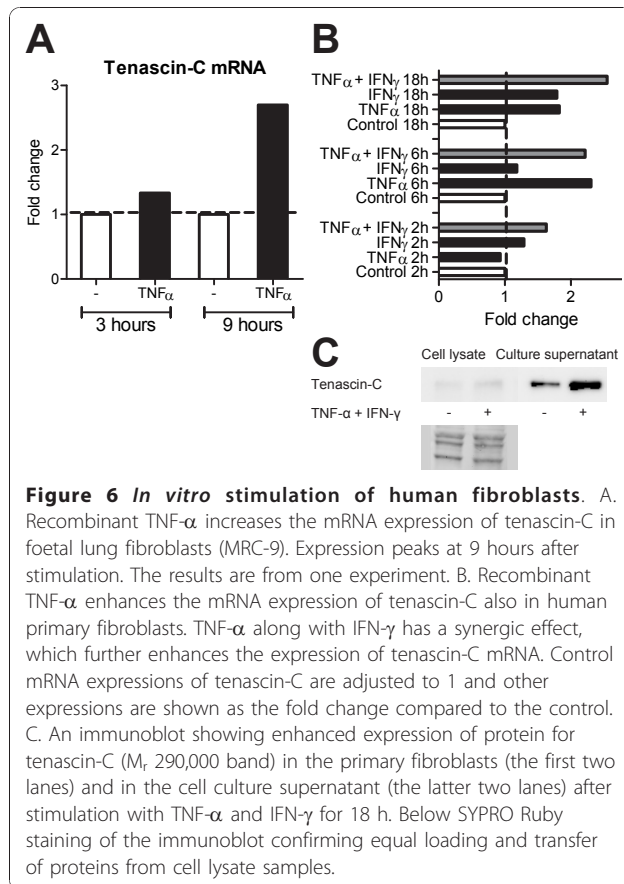 A
Tenascin-C mRNA
Fold change
3
2
1
0
-
TNFα
-
TNFα
3 hours
9 hours
B
TNFα + IFNγ 18h
IFNγ 18h
TNFα 18h
Control 18h
TNFα + IFNγ 6h
IFNγ 6h
TNFα 6h
Control 6h
TNFα + IFNγ 2h
IFNγ 2h
TNFα 2h
Control 2h
0
1
2
Fold change
C
Cell lysate Culture supernatant
Tenascin-C
TNF-α + IFN-γ - + - +
Figure 6 In vitro stimulation of human fibroblasts. A.
Recombinant TNF-α increases the mRNA expression of tenascin-C in
foetal lung fibroblasts (MRC-9). Expression peaks at 9 hours after
stimulation. The results are from one experiment. B. Recombinant
TNF-α enhances the mRNA expression of tenascin-C also in human
primary fibroblasts. TNF-α along with IFN-γ has a synergic effect,
which further enhances the expression of tenascin-C mRNA. Control
mRNA expressions of tenascin-C are adjusted to 1 and other
expressions are shown as the fold change compared to the control.
C. An immunoblot showing enhanced expression of protein for
tenascin-C (Mr 290,000 band) in the primary fibroblasts (the first two
lanes) and in the cell culture supernatant (the latter two lanes) after
stimulation with TNF-α and IFN-γ for 18 h. Below SYPRO Ruby
staining of the immunoblot confirming equal loading and transfer
of proteins from cell lysate samples.